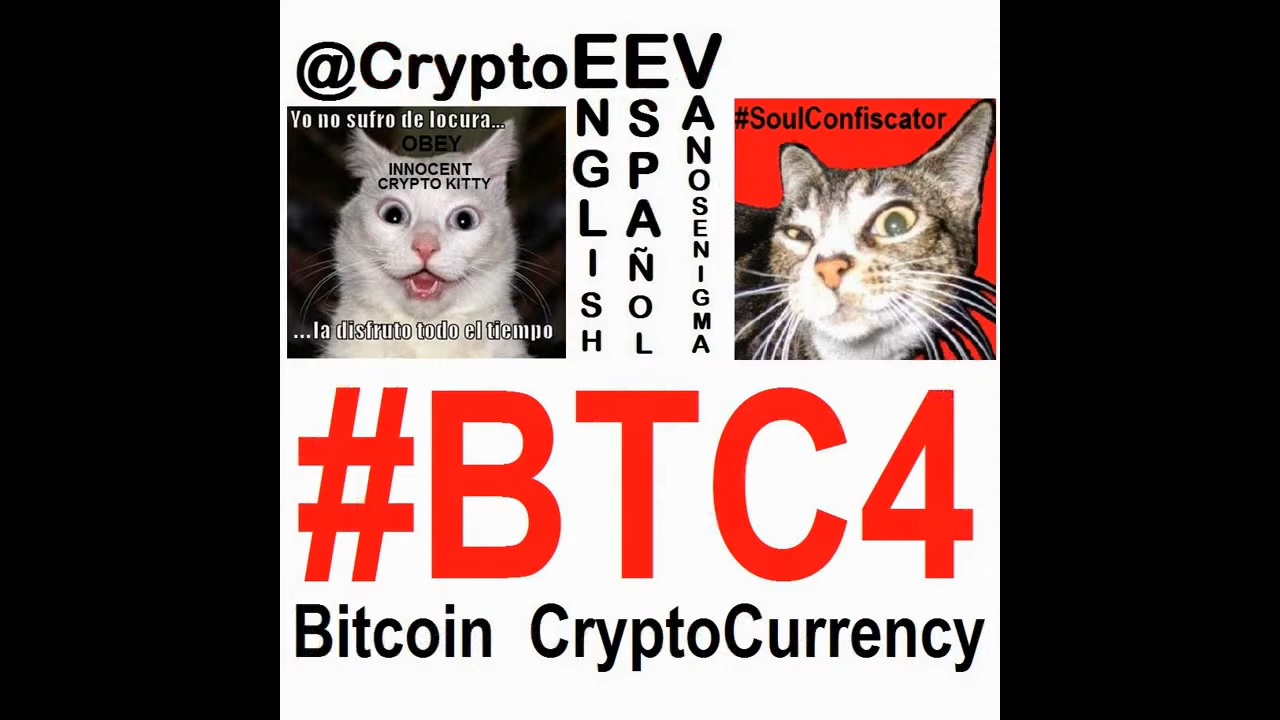 @CryptoEEV
ENGLISH
ESPAÑOL
VANOSENIGMA
Yo no sufro de locura...
OBEY
INNOCENT
CRYPTO KITTY
...la disfruto todo el tiempo
#SoulConfiscator
#BTC4
Bitcoin CryptoCurrency